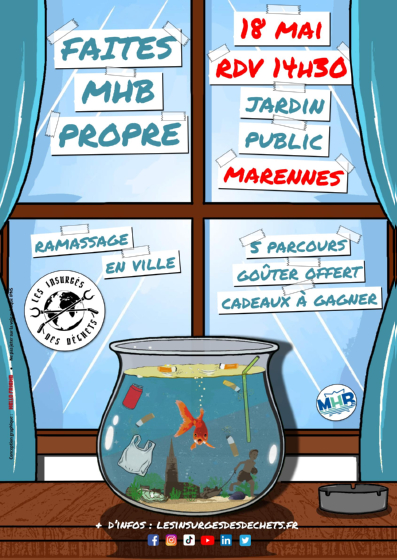 FAITES
MHB
PROPRE
18 MAI
RDV 14H30
JARDIN
PUBLIC
MARENNES
RAMASSAGE
EN VILLE
LES INSURGÉS
DES DÉCHETS
5 PARCOURS
GOÛTER OFFERT
CADEAUX À GAGNER
MHB
+ D'INFOS : LESINSURGESDESDECHETS.FR